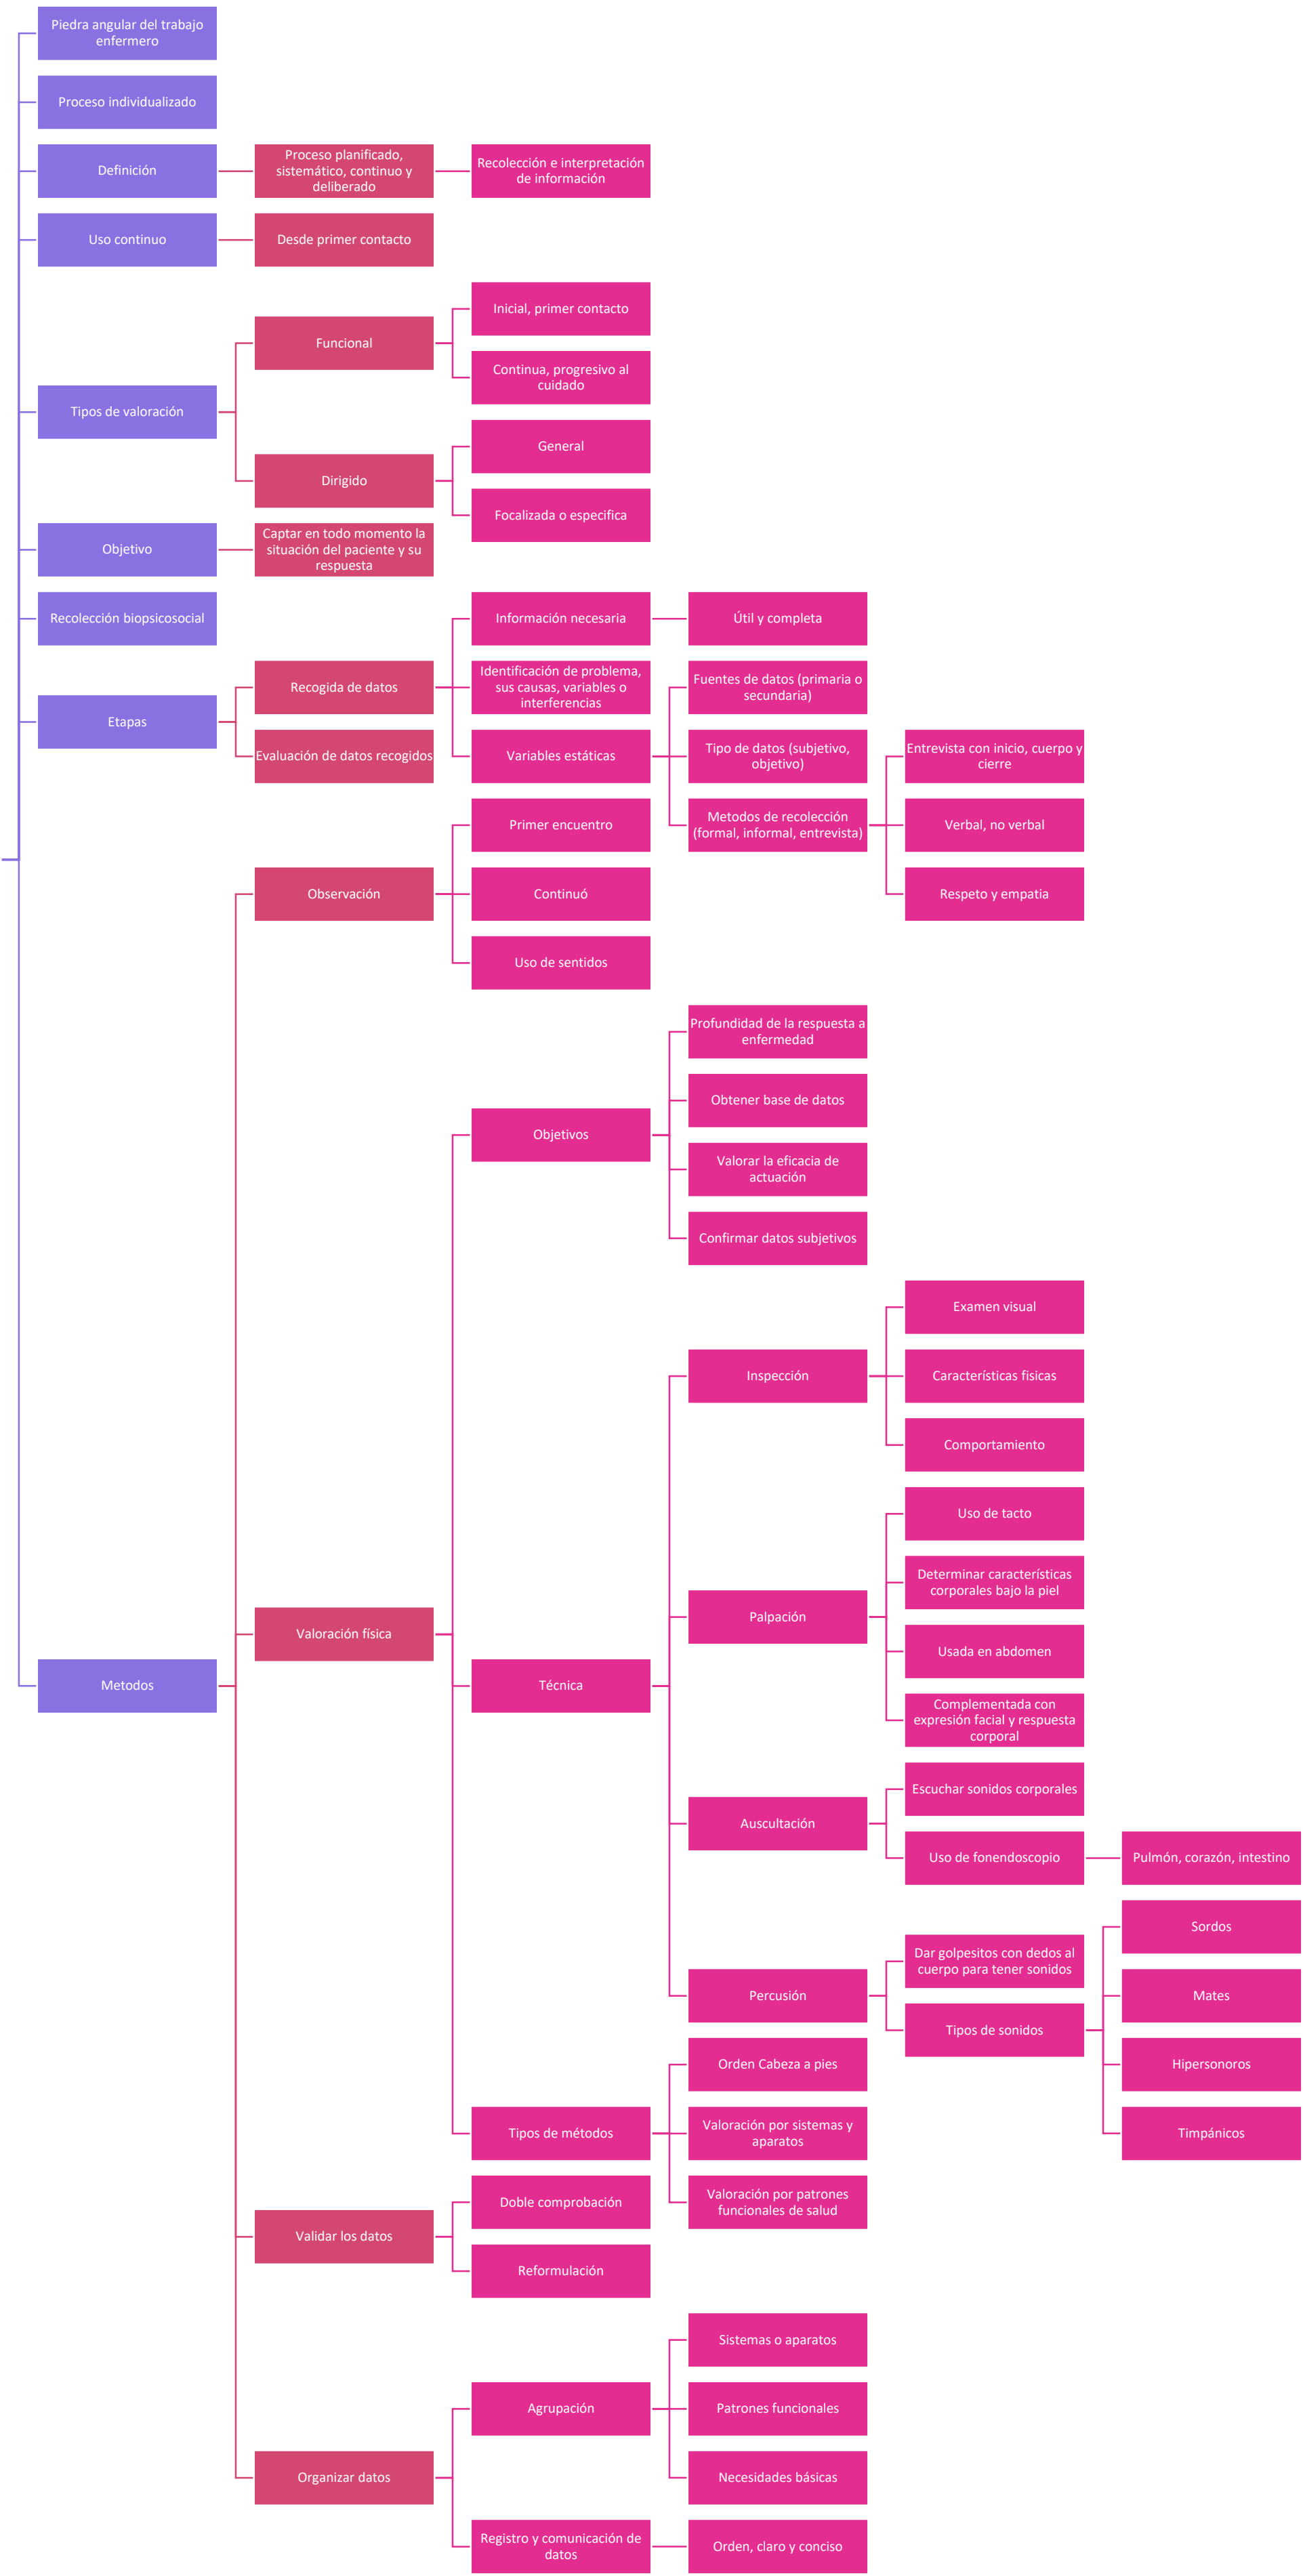 Piedra angular del trabajo
enfermero
Proceso individualizado
Definición
Proceso planificado,
sistemático, continuo y
deliberado
Recolección e interpretación
de información
Uso continuo
Desde primer contacto
Tipos de valoración
Funcional
Inicial, primer contacto
Continua, progresivo al
cuidado
Dirigido
General
Focalizada o especifica
Objetivo
Captar en todo momento la
situación del paciente y su
respuesta
Recolección biopsicosocial
Etapas
Recogida de datos
Información necesaria
Útil y completa
Identificación de problema,
sus causas, variables o
interferencias
Variables estáticas
Fuentes de datos (primaria o
secundaria)
Tipo de datos (subjetivo,
objetivo)
Metodos de recolección
(formal, informal, entrevista)
Entrevista con inicio, cuerpo y
cierre
Verbal, no verbal
Respeto y empatia
Evaluación de datos recogidos
Metodos
Observación
Primer encuentro
Continuó
Uso de sentidos
Valoración física
Objetivos
Profundidad de la respuesta a
enfermedad
Obtener base de datos
Valorar la eficacia de
actuación
Confirmar datos subjetivos
Técnica
Inspección
Examen visual
Características fisicas
Comportamiento
Palpación
Uso de tacto
Determinar características
corporales bajo la piel
Usada en abdomen
Complementada con
expresión facial y respuesta
corporal
Auscultación
Escuchar sonidos corporales
Uso de fonendoscopio
Pulmón, corazón, intestino
Percusión
Dar golpesitos con dedos al
cuerpo para tener sonidos
Tipos de sonidos
Sordos
Mates
Hipersonoros
Timpánicos
Tipos de métodos
Orden Cabeza a pies
Valoración por sistemas y
aparatos
Valoración por patrones
funcionales de salud
Validar los datos
Doble comprobación
Reformulación
Organizar datos
Agrupación
Sistemas o aparatos
Patrones funcionales
Necesidades básicas
Registro y comunicación de
datos
Orden, claro y conciso